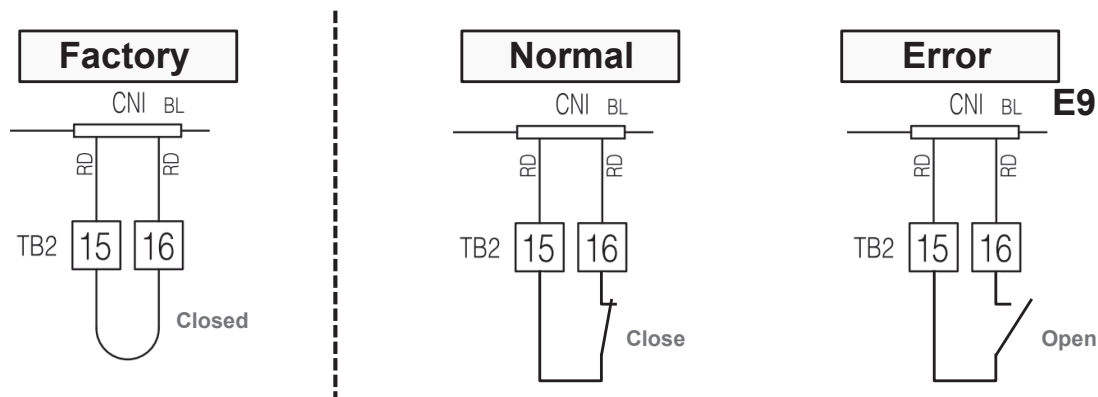 Factory
CNI BL
RD RD
TB2 15 16
Closed
Normal
CNI BL
RD RD
TB2 15 16
Close
Error
CNI BL E9
RD RD
TB2 15 16
Open